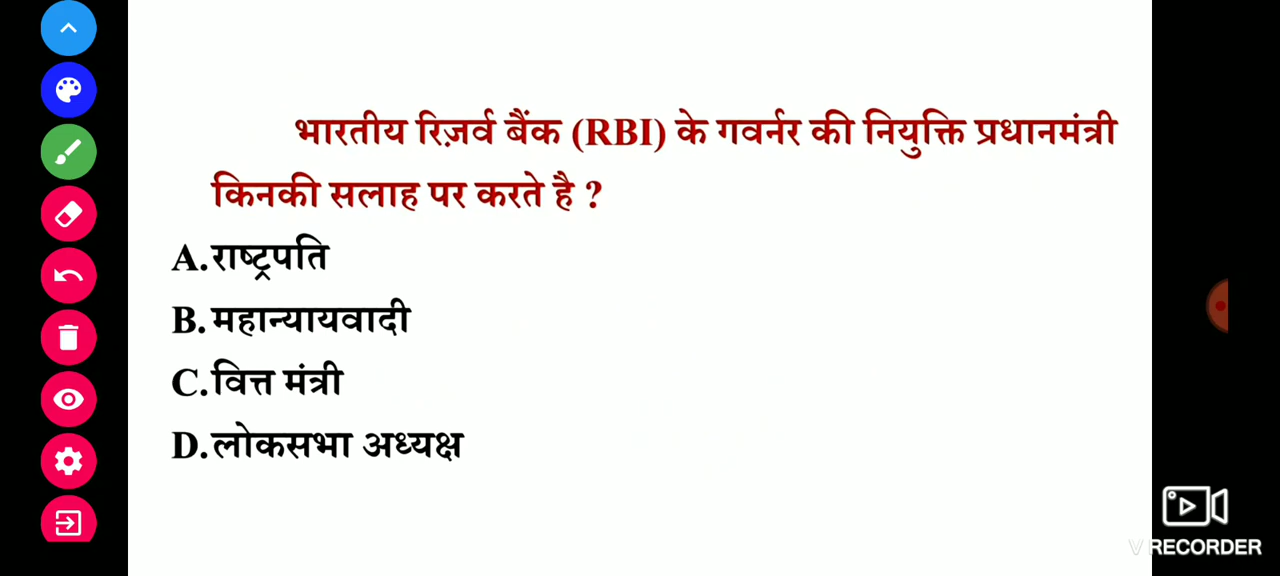 भारतीय रिज़र्व बैंक (RBI) के गवर्नर की नियुक्ति प्रधानमंत्री
किनकी सलाह पर करते है ?
A.राष्ट्रपति
B.महान्यायवादी
C.वित्त मंत्री
D.लोकसभा अध्यक्ष
V RECORDER